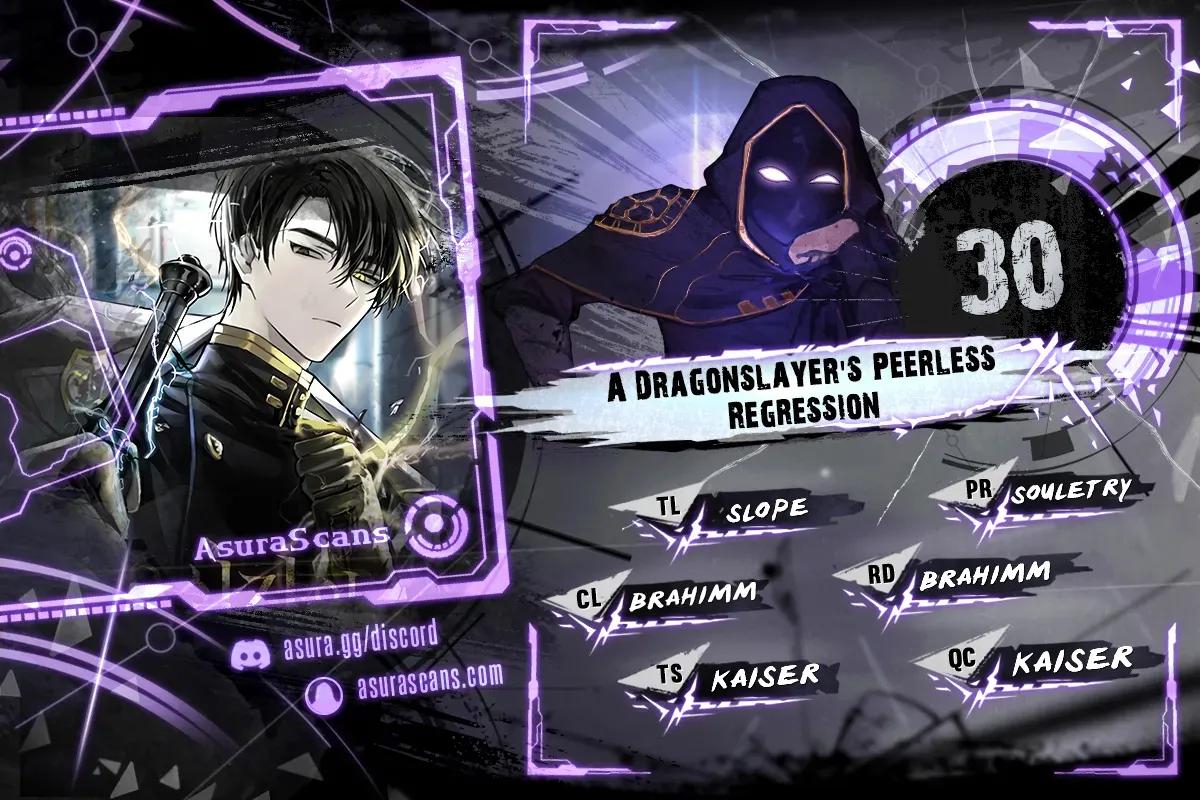 30
A DRAGONSLAYER'S PEERLESS
REGRESSION
TL SLOPE
PR SOULETRY
CL BRAHIMM
RD BRAHIMM
TS KAISER
QC KAISER
AsuraScans
asura.gg/discord
asurascans.com